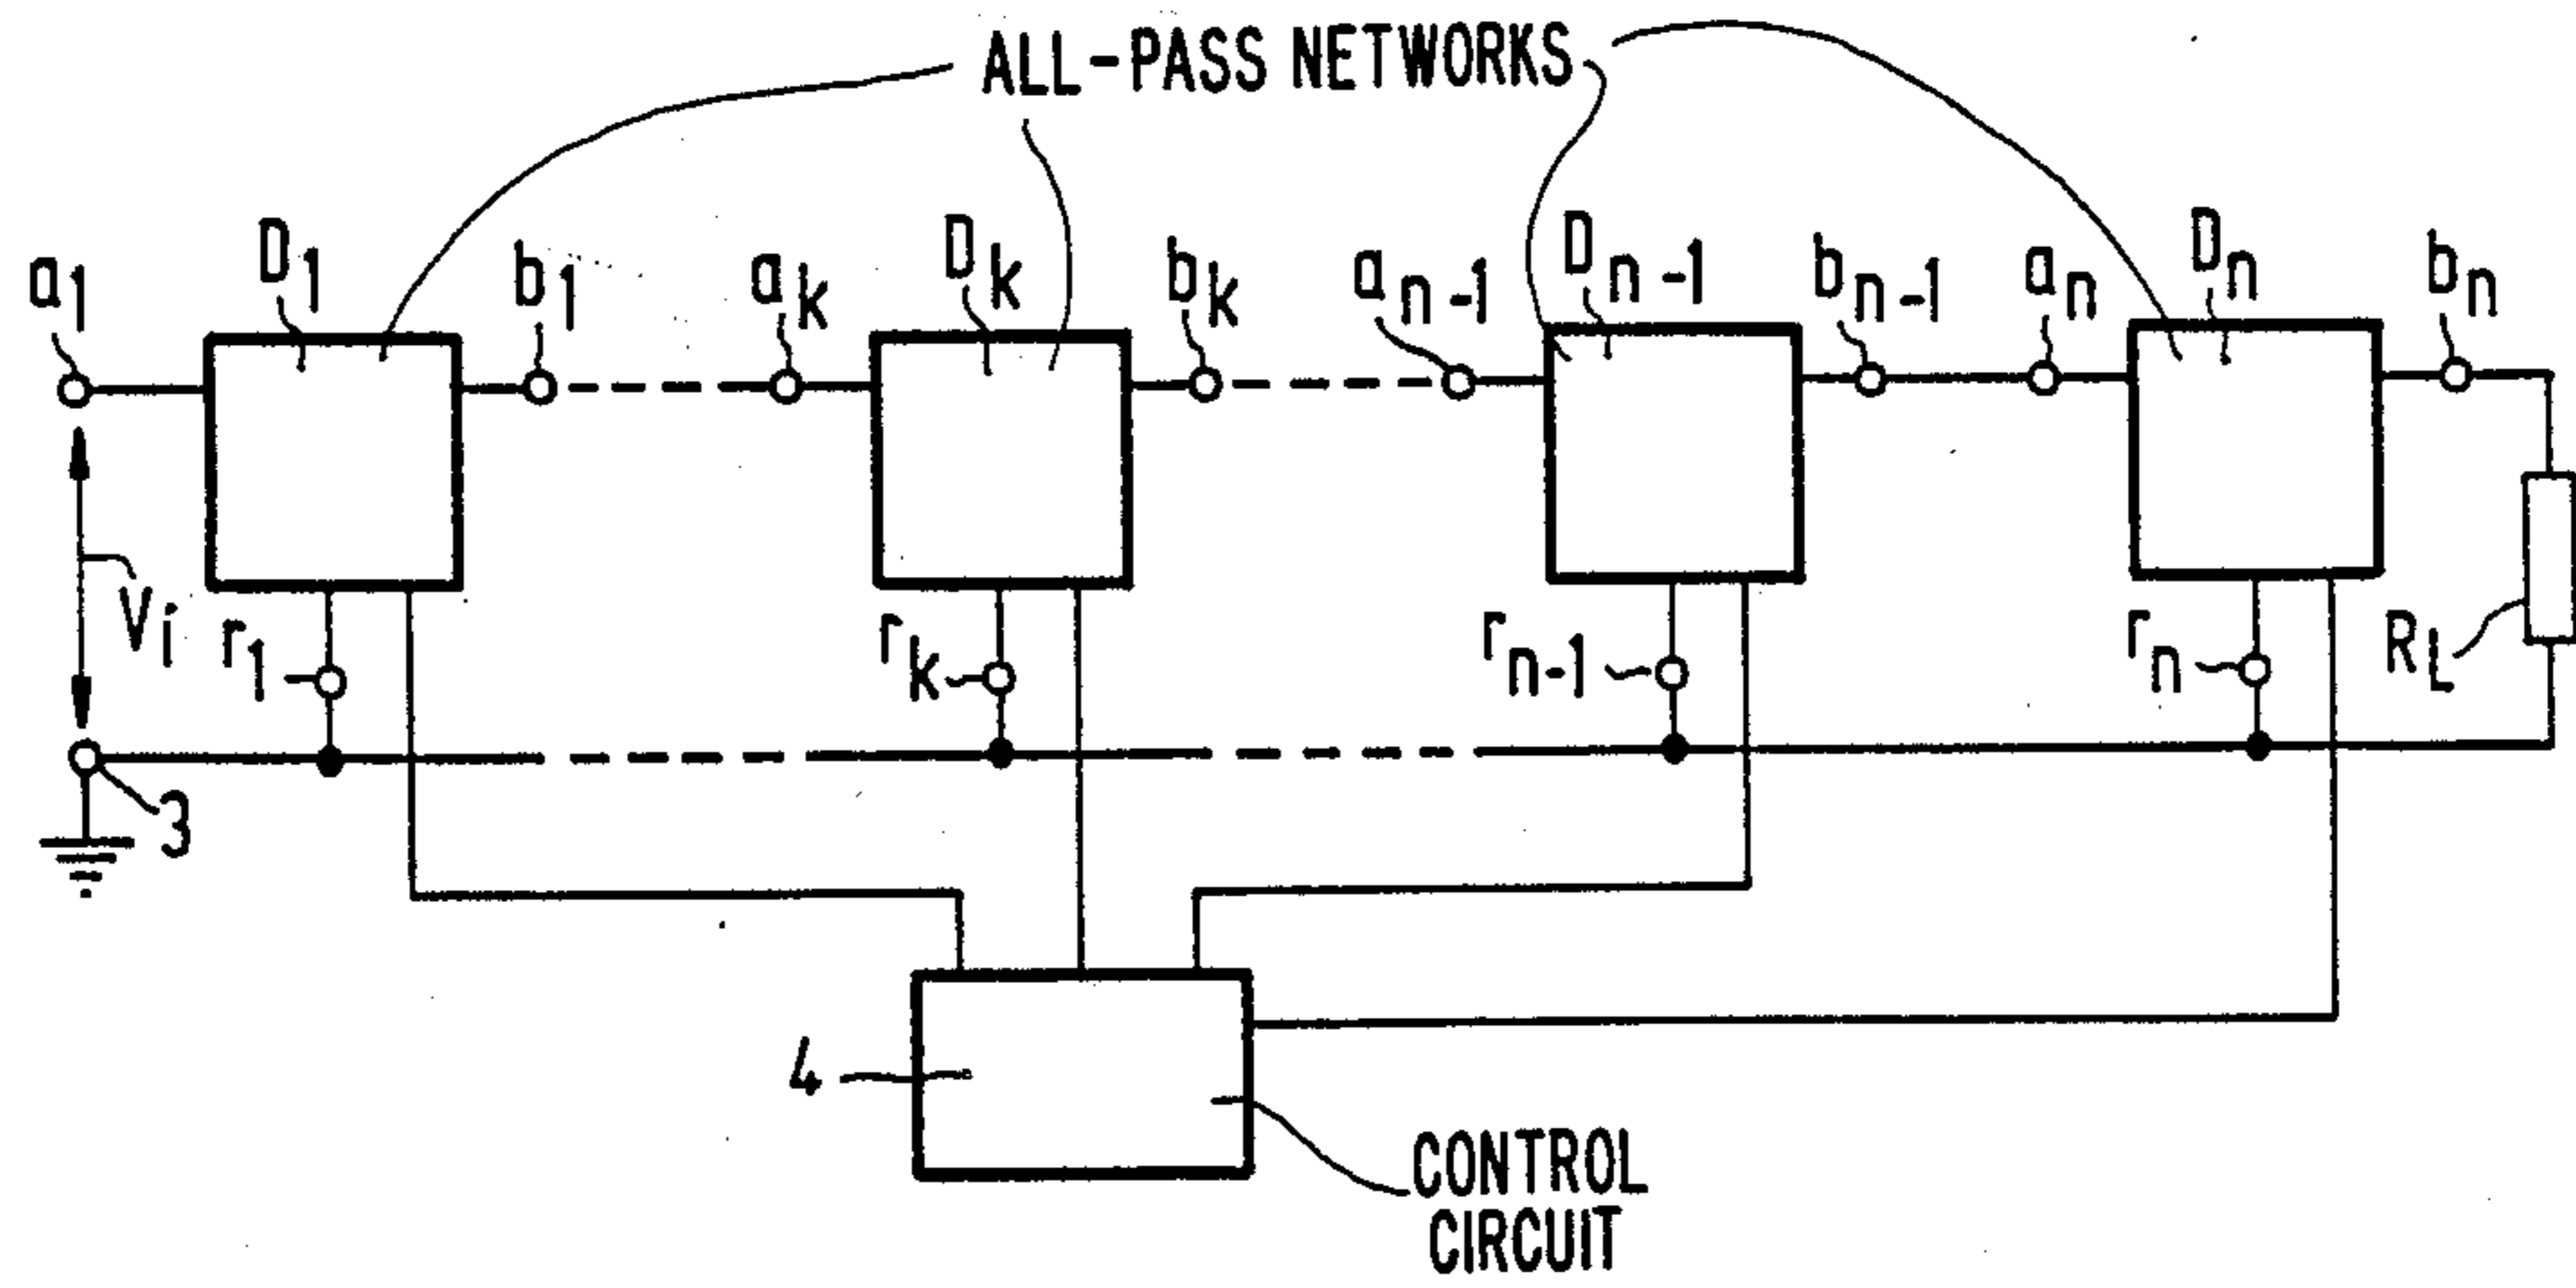 ALL-PASS NETWORKS
a1 D1 b1 ak Dk bk an-1 Dn-1 bn-1 an Dn bn
Vi r1 rk rn-1 rn RL
3
4
CONTROL
CIRCUIT